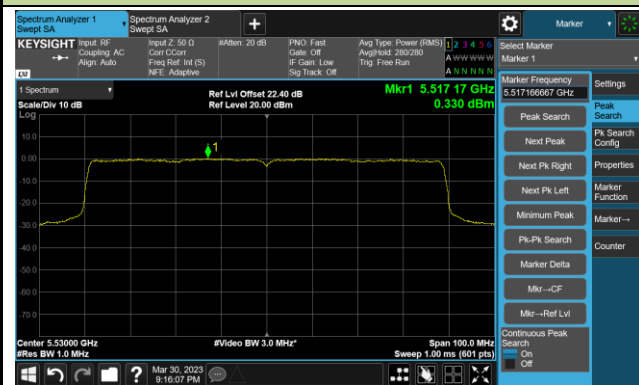 Spectrum Analyzer 1
Swept SA
Spectrum Analyzer 2
Swept SA
+
Marker
KEYSIGHT
Input: RF
Coupling: AC
Align: Auto
Input Z: 50 Ω
Corr CCorr
Freq Ref: Int (S)
NFE: Adaptive
#Atten: 20 dB
PNO: Fast
Gate: Off
IF Gain: Low
Sig Track: Off
Avg Type: Power (RMS)
Avg|Hold: 280/280
Trig: Free Run
1 2 3 4 5 6
A W W W W W
A N N N N N
LXI
Select Marker
Marker 1
1 Spectrum
Scale/Div 10 dB
Log
Ref Lvl Offset 22.40 dB
Ref Level 20.00 dBm
Mkr1 5.517 17 GHz
0.330 dBm
1
10.0
0.00
-10.0
-20.0
-30.0
-40.0
-50.0
-60.0
-70.0
Center 5.53000 GHz
#Res BW 1.0 MHz
#Video BW 3.0 MHz*
Span 100.0 MHz
Sweep 1.00 ms (601 pts)
Marker Frequency
5.517166667 GHz
Peak Search
Next Peak
Next Pk Right
Next Pk Left
Minimum Peak
Pk-Pk Search
Marker Delta
Mkr→CF
Mkr→Ref Lvl
Continuous Peak
Search
On
Off
Settings
Peak
Search
Pk Search
Config
Properties
Marker
Function
Marker→
Counter
?
Mar 30, 2023
9:16:07 PM